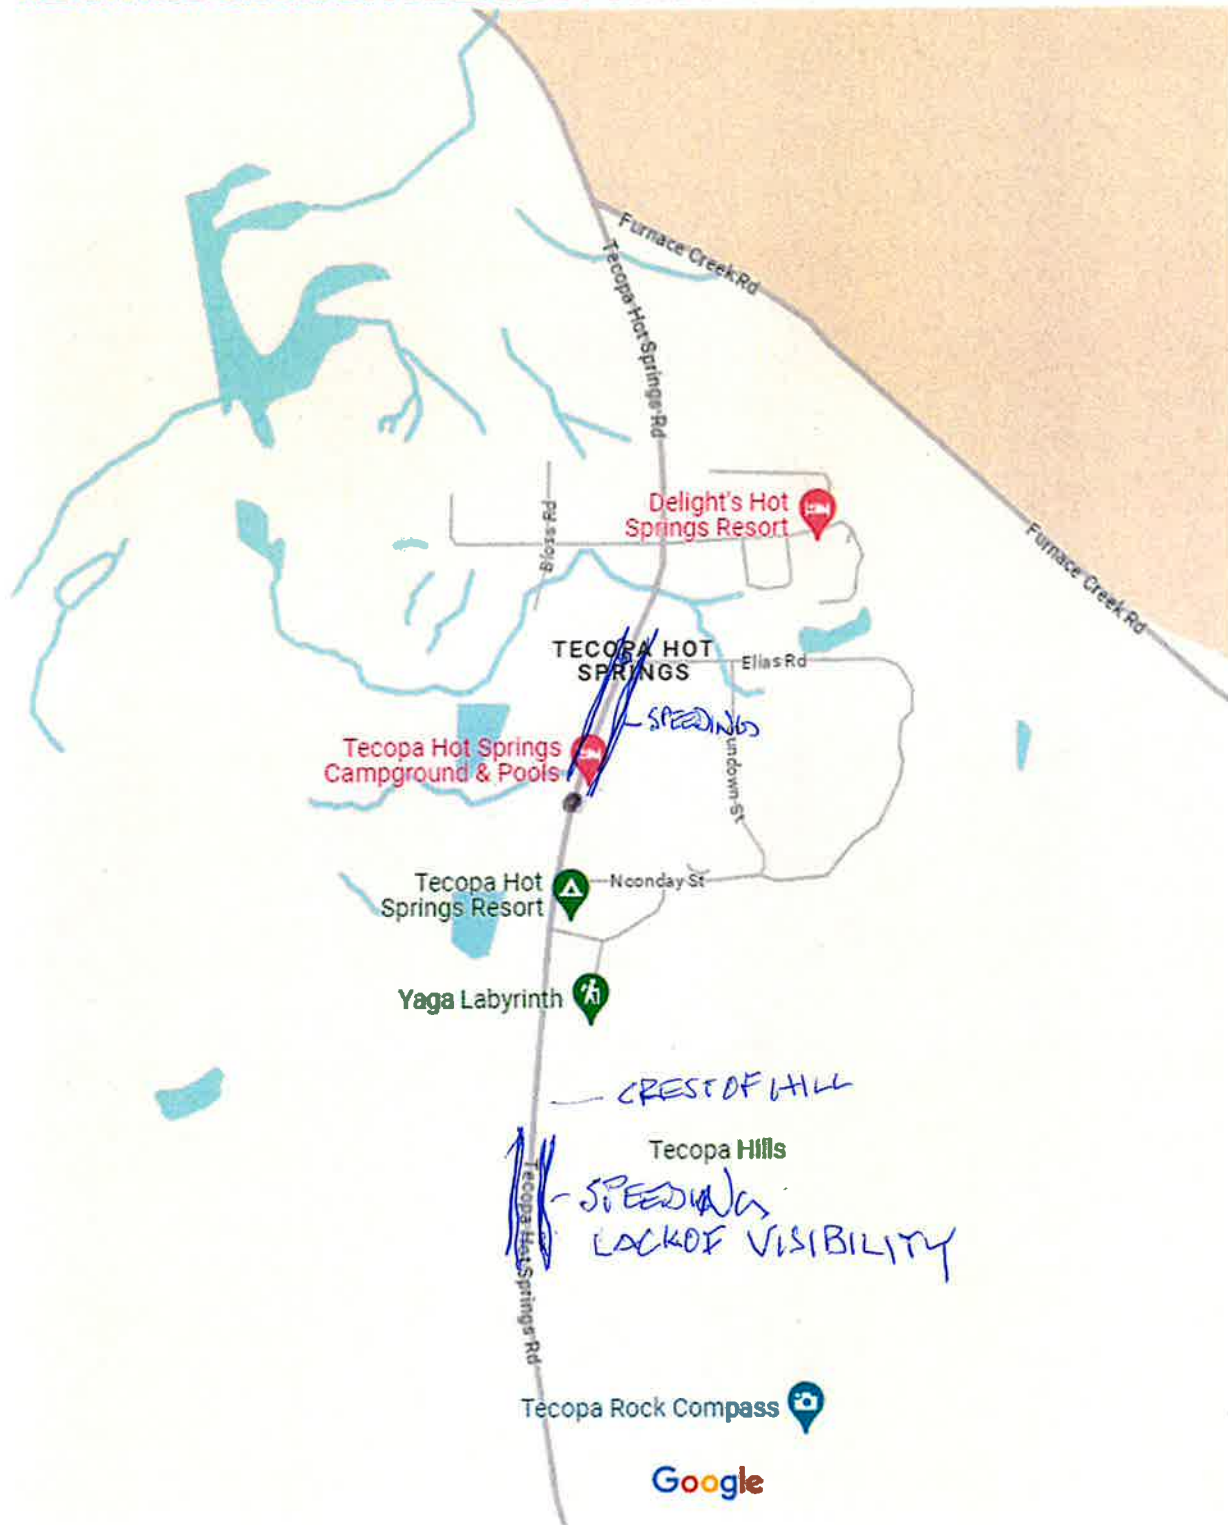 Furnace Creek Rd
Tecopa Hot Springs Rd
Delight's Hot
Springs Resort
Bloss Rd
Furnace Creek Rd
TECOPA HOT
SPRINGS
Elias Rd
SPEEDING
Tecopa Hot Springs
Campground & Pools
undown St
Tecopa Hot
Springs Resort
Noonday St
Yaga Labyrinth
CREST OF HILL
Tecopa Hills
SPEEDING
LACK OF VISIBILITY
Tecopa Hot Springs Rd
Tecopa Rock Compass
Google